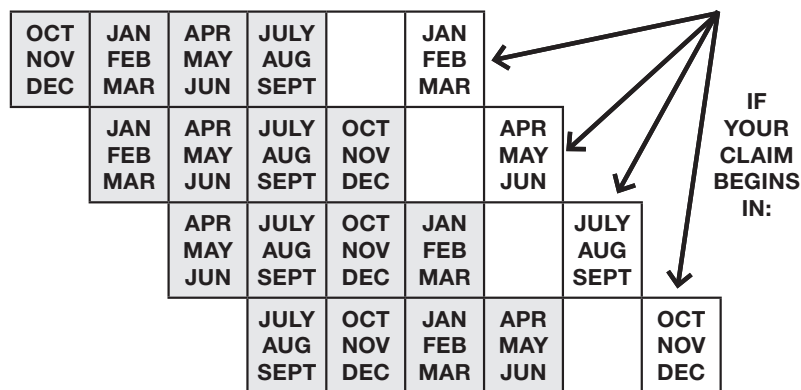 OCT JAN APR JULY JAN
NOV FEB MAY AUG FEB
DEC MAR JUN SEPT MAR
JAN APR JULY OCT APR
FEB MAY AUG NOV MAY
MAR JUN SEPT DEC JUN
APR JULY OCT JAN JULY
MAY AUG NOV FEB AUG
JUN SEPT DEC MAR SEPT
JULY OCT JAN APR OCT
AUG NOV FEB MAY NOV
SEPT DEC MAR JUN DEC
IF
YOUR
CLAIM
BEGINS
IN: